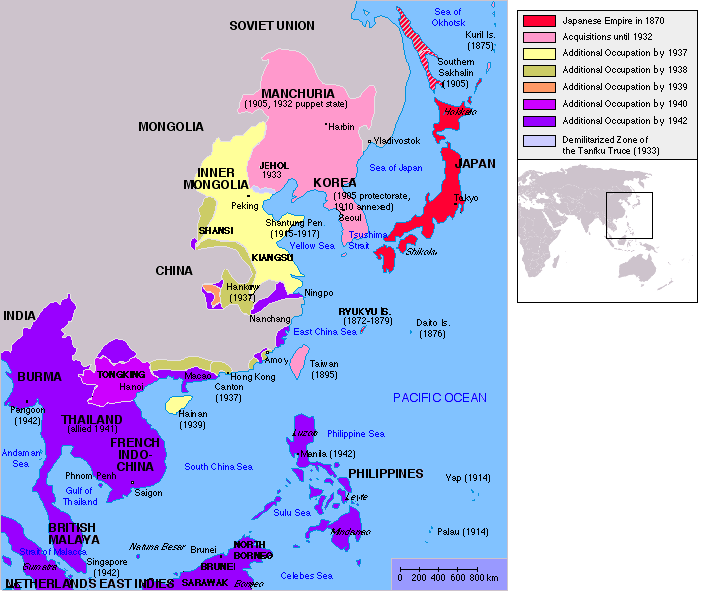 SOVIET UNION
Sea of
Okhotsk
Kuril Is.
(1875)
Southern
Sakhalin
(1905)
MANCHURIA
(1905, 1932 puppet state)
Harbin
Hokkaido
MONGOLIA
Vladivostok
JEHOL
1933
Sea of Japan
JAPAN
INNER
MONGOLIA
KOREA
(1905 protectorate,
1910 annexed)
Seoul
Tokyo
Peking
Shantung Pen.
(1915-1917)
SHANSI
Tsushima
Strait
Yellow Sea
Shikoku
KIANGSU
CHINA
Hankow
(1937)
Ningpo
Nanchang
RYUKYU IS.
(1872-1879)
Daito Is.
(1876)
INDIA
East China Sea
Amoy
Taiwan
(1895)
BURMA
TONGKING
Hanoi
Macao
Hong Kong
Canton
(1937)
PACIFIC OCEAN
Hainan
(1939)
Rangoon
(1942)
THAILAND
(allied 1941)
FRENCH
INDO-
CHINA
Luzon
Philippine Sea
Andaman
Sea
Manila (1942)
South China Sea
Phnom Penh
Gulf of
Thailand
Saigon
PHILIPPINES
Yap (1914)
Leyte
Sulu Sea
BRITISH
MALAYA
Mindanao
Palau (1914)
Strait of Malacca
Natuna Besar
Brunei
NORTH
BORNEO
Singapore
(1942)
Sumatra
BRUNEI
Celebes Sea
NETHERLANDS EAST INDIES
SARAWAK
Borneo
0 200 400 600 800 km
Japanese Empire in 1870
Acquisitions until 1932
Additional Occupation by 1937
Additional Occupation by 1938
Additional Occupation by 1939
Additional Occupation by 1940
Additional Occupation by 1942
Demilitarized Zone of
the Tanfku Truce (1933)